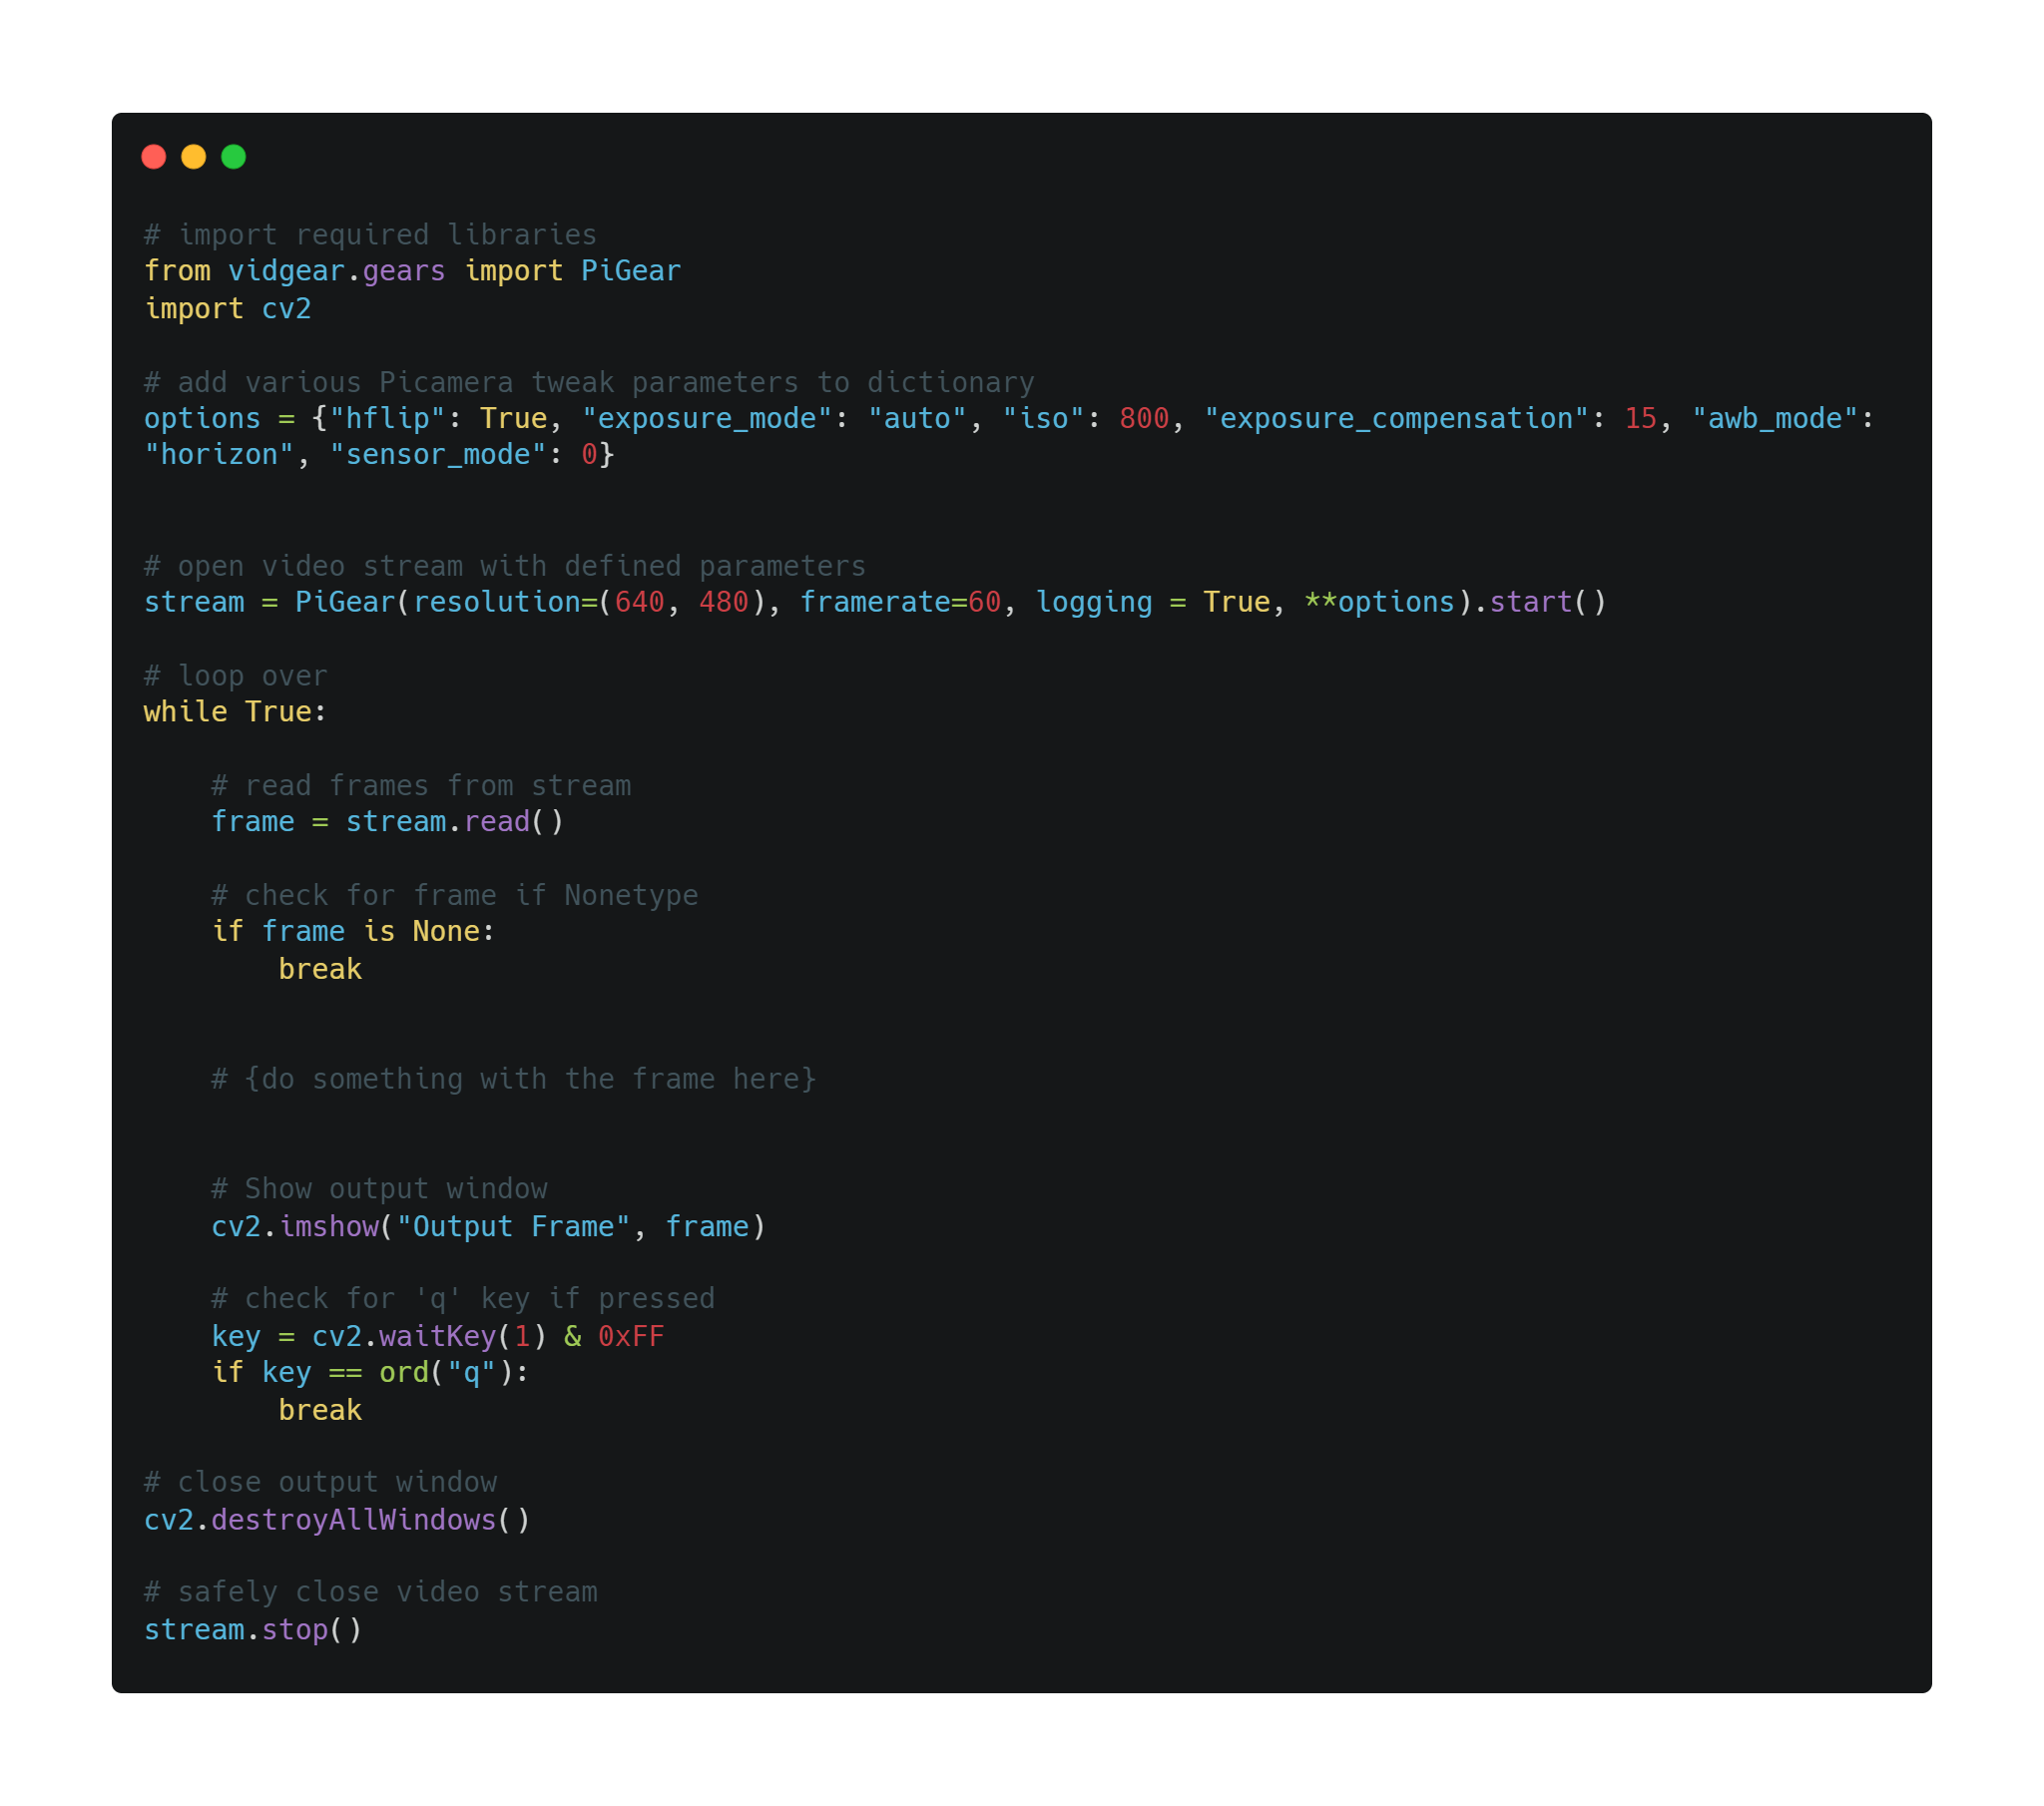 # import required libraries
from vidgear.gears import PiGear
import cv2

# add various Picamera tweak parameters to dictionary
options = {"hflip": True, "exposure_mode": "auto", "iso": 800, "exposure_compensation": 15, "awb_mode":
"horizon", "sensor_mode": 0}


# open video stream with defined parameters
stream = PiGear(resolution=(640, 480), framerate=60, logging = True, **options).start()

# loop over
while True:

    # read frames from stream
    frame = stream.read()

    # check for frame if Nonetype
    if frame is None:
        break


    # {do something with the frame here}


    # Show output window
    cv2.imshow("Output Frame", frame)

    # check for 'q' key if pressed
    key = cv2.waitKey(1) & 0xFF
    if key == ord("q"):
        break

# close output window
cv2.destroyAllWindows()

# safely close video stream
stream.stop()